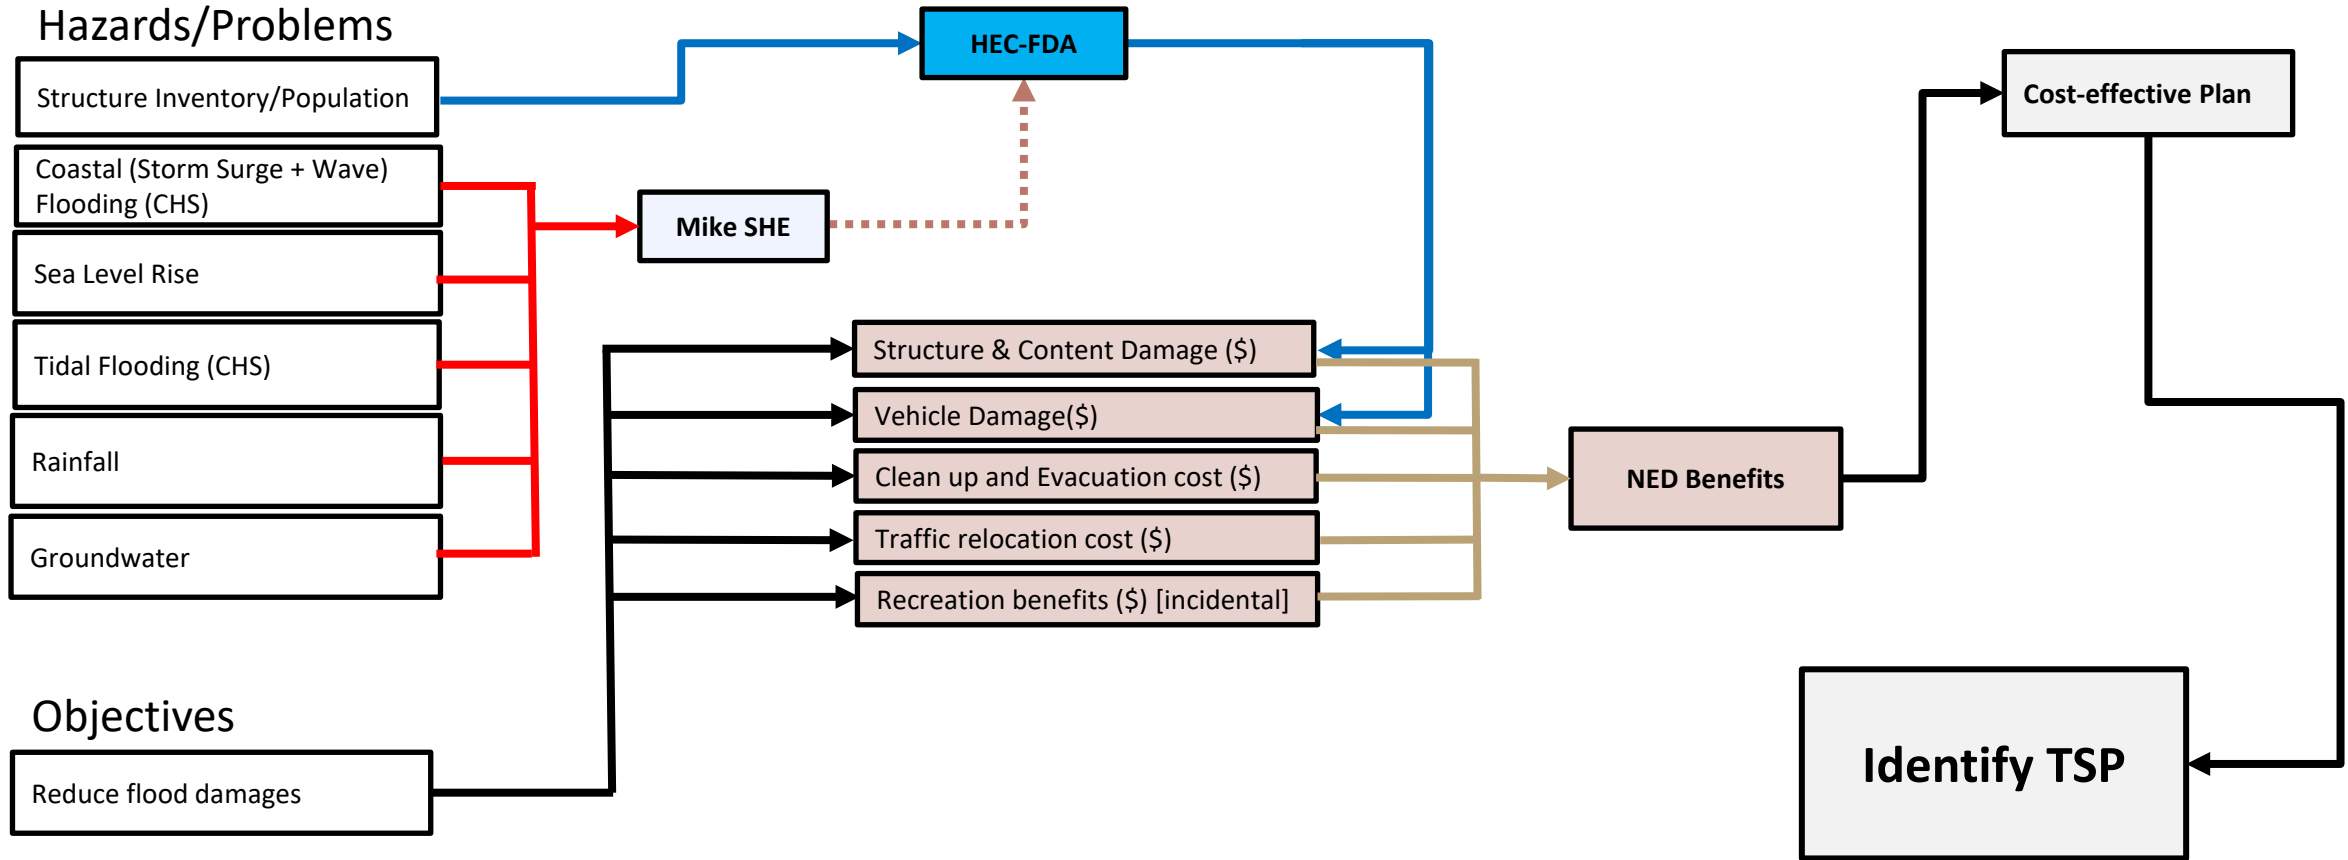 Hazards/Problems
Structure Inventory/Population
Coastal (Storm Surge + Wave)
Flooding (CHS)
Sea Level Rise
Tidal Flooding (CHS)
Rainfall
Groundwater
Objectives
Reduce flood damages
HEC-FDA
Mike SHE
Structure & Content Damage ($)
Vehicle Damage($)
Clean up and Evacuation cost ($)
Traffic relocation cost ($)
Recreation benefits ($) [incidental]
NED Benefits
Cost-effective Plan
Identify TSP